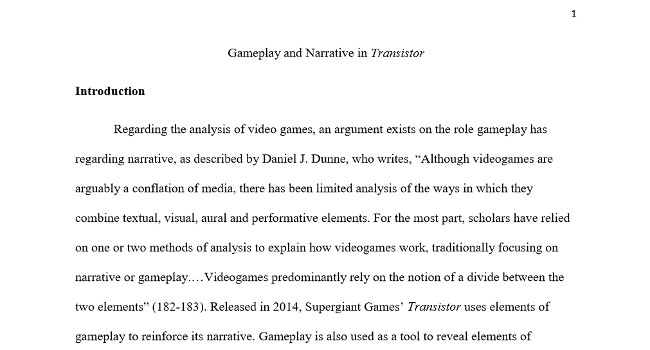 1
Gameplay and Narrative in Transistor
Introduction
Regarding the analysis of video games, an argument exists on the role gameplay has
regarding narrative, as described by Daniel J. Dunne, who writes, “Although videogames are
arguably a conflation of media, there has been limited analysis of the ways in which they
combine textual, visual, aural and performative elements. For the most part, scholars have relied
on one or two methods of analysis to explain how videogames work, traditionally focusing on
narrative or gameplay.…Videogames predominantly rely on the notion of a divide between the
two elements” (182-183). Released in 2014, Supergiant Games’ Transistor uses elements of
gameplay to reinforce its narrative. Gameplay is also used as a tool to reveal elements of